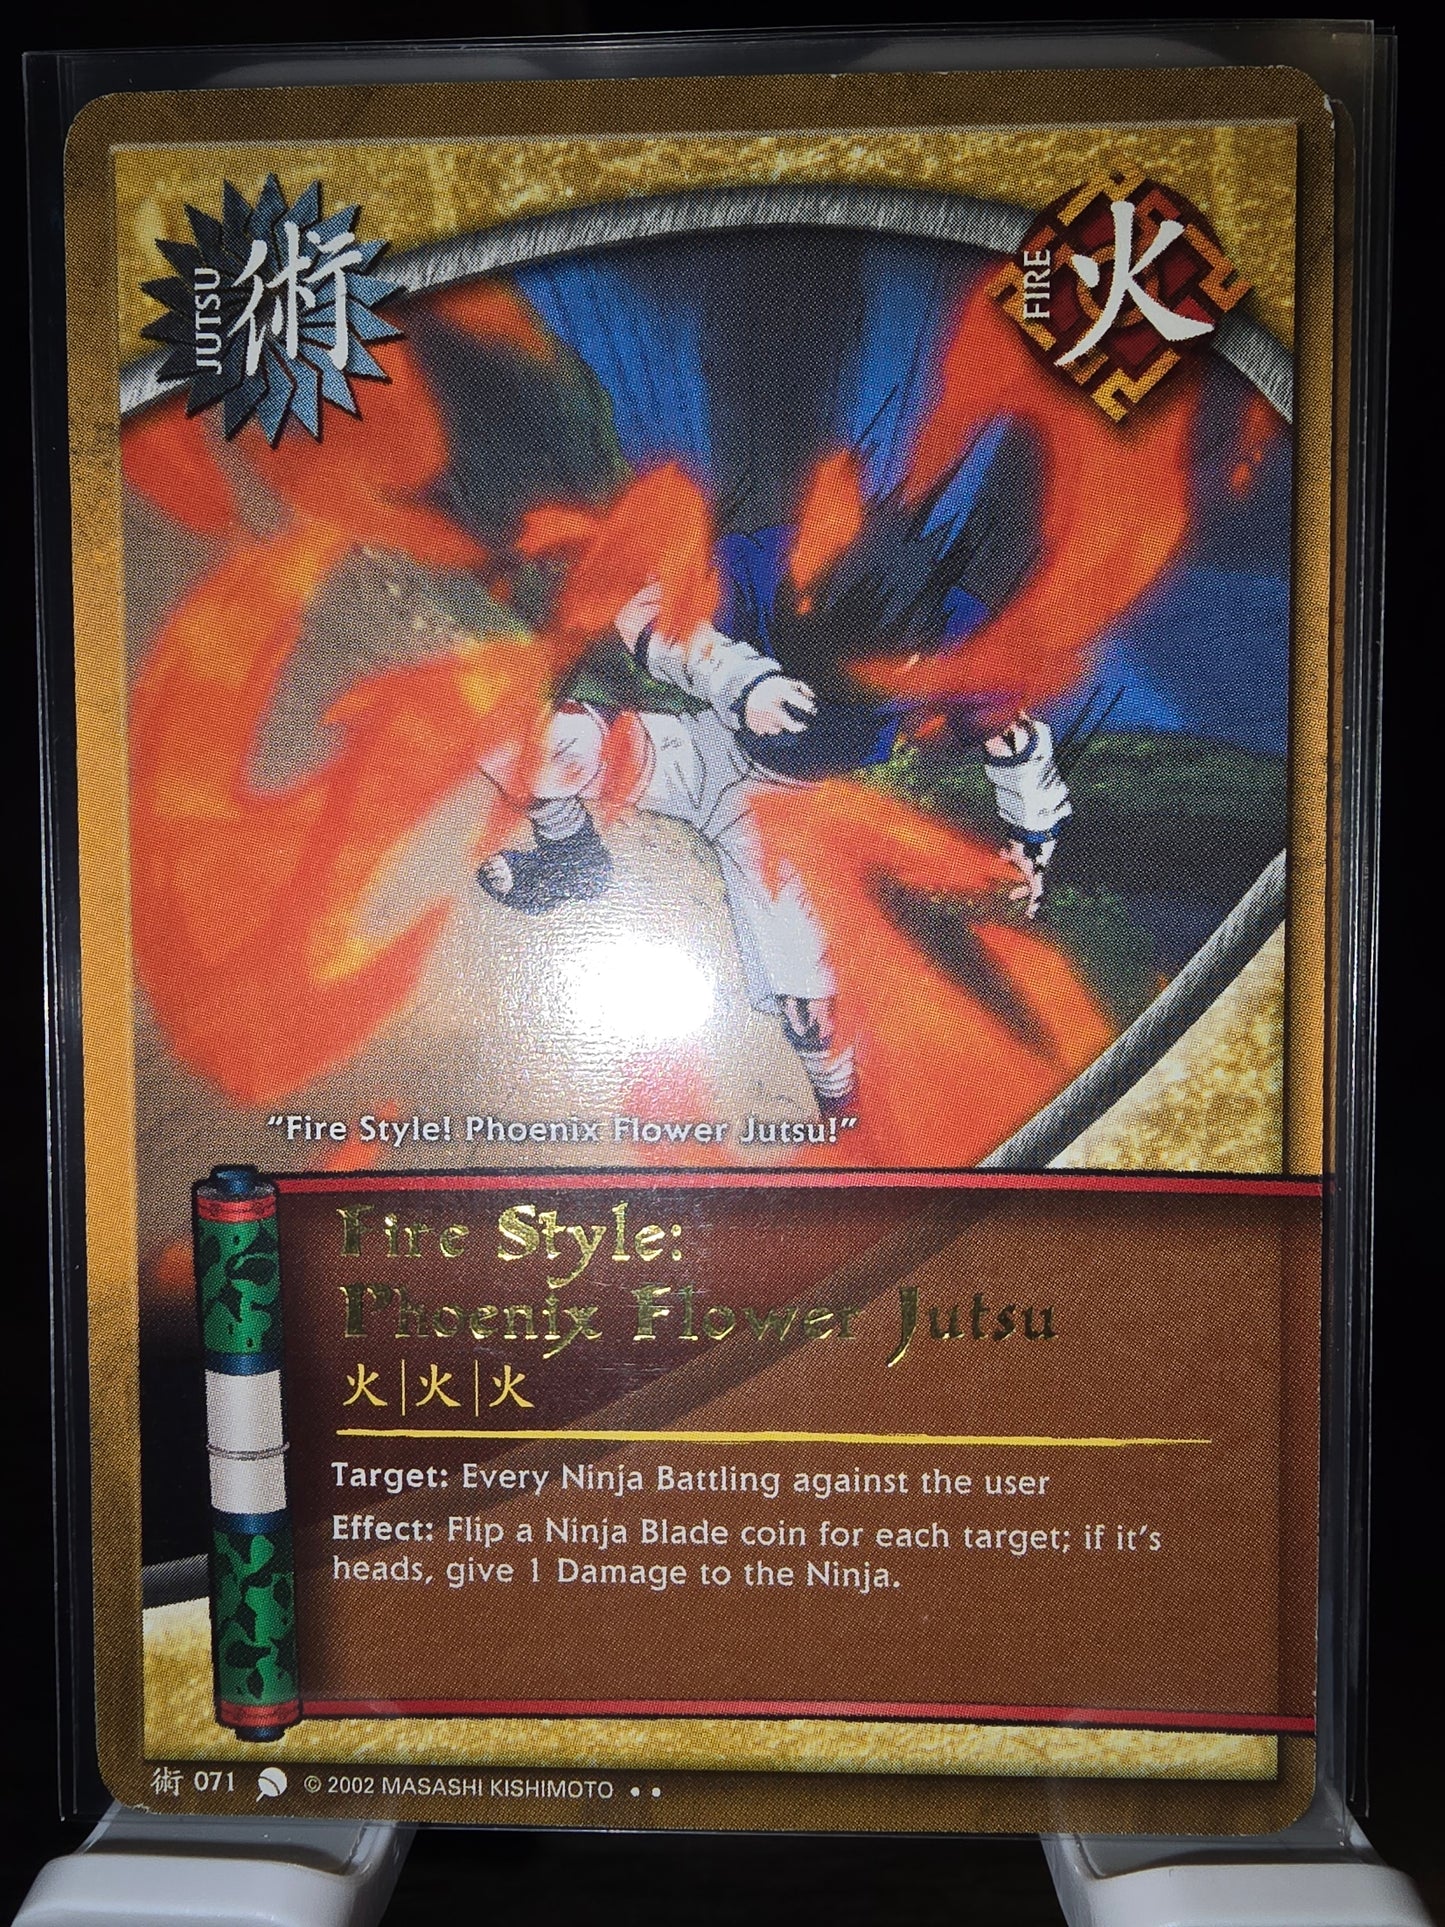 JUTSU 術
FIRE 火
“Fire Style! Phoenix Flower Jutsu!”
Fire Style:
Phoenix Flower Jutsu
火|火|火
Target: Every Ninja Battling against the user
Effect: Flip a Ninja Blade coin for each target; if it's
heads, give 1 Damage to the Ninja.
術 071 © 2002 MASASHI KISHIMOTO ● ●